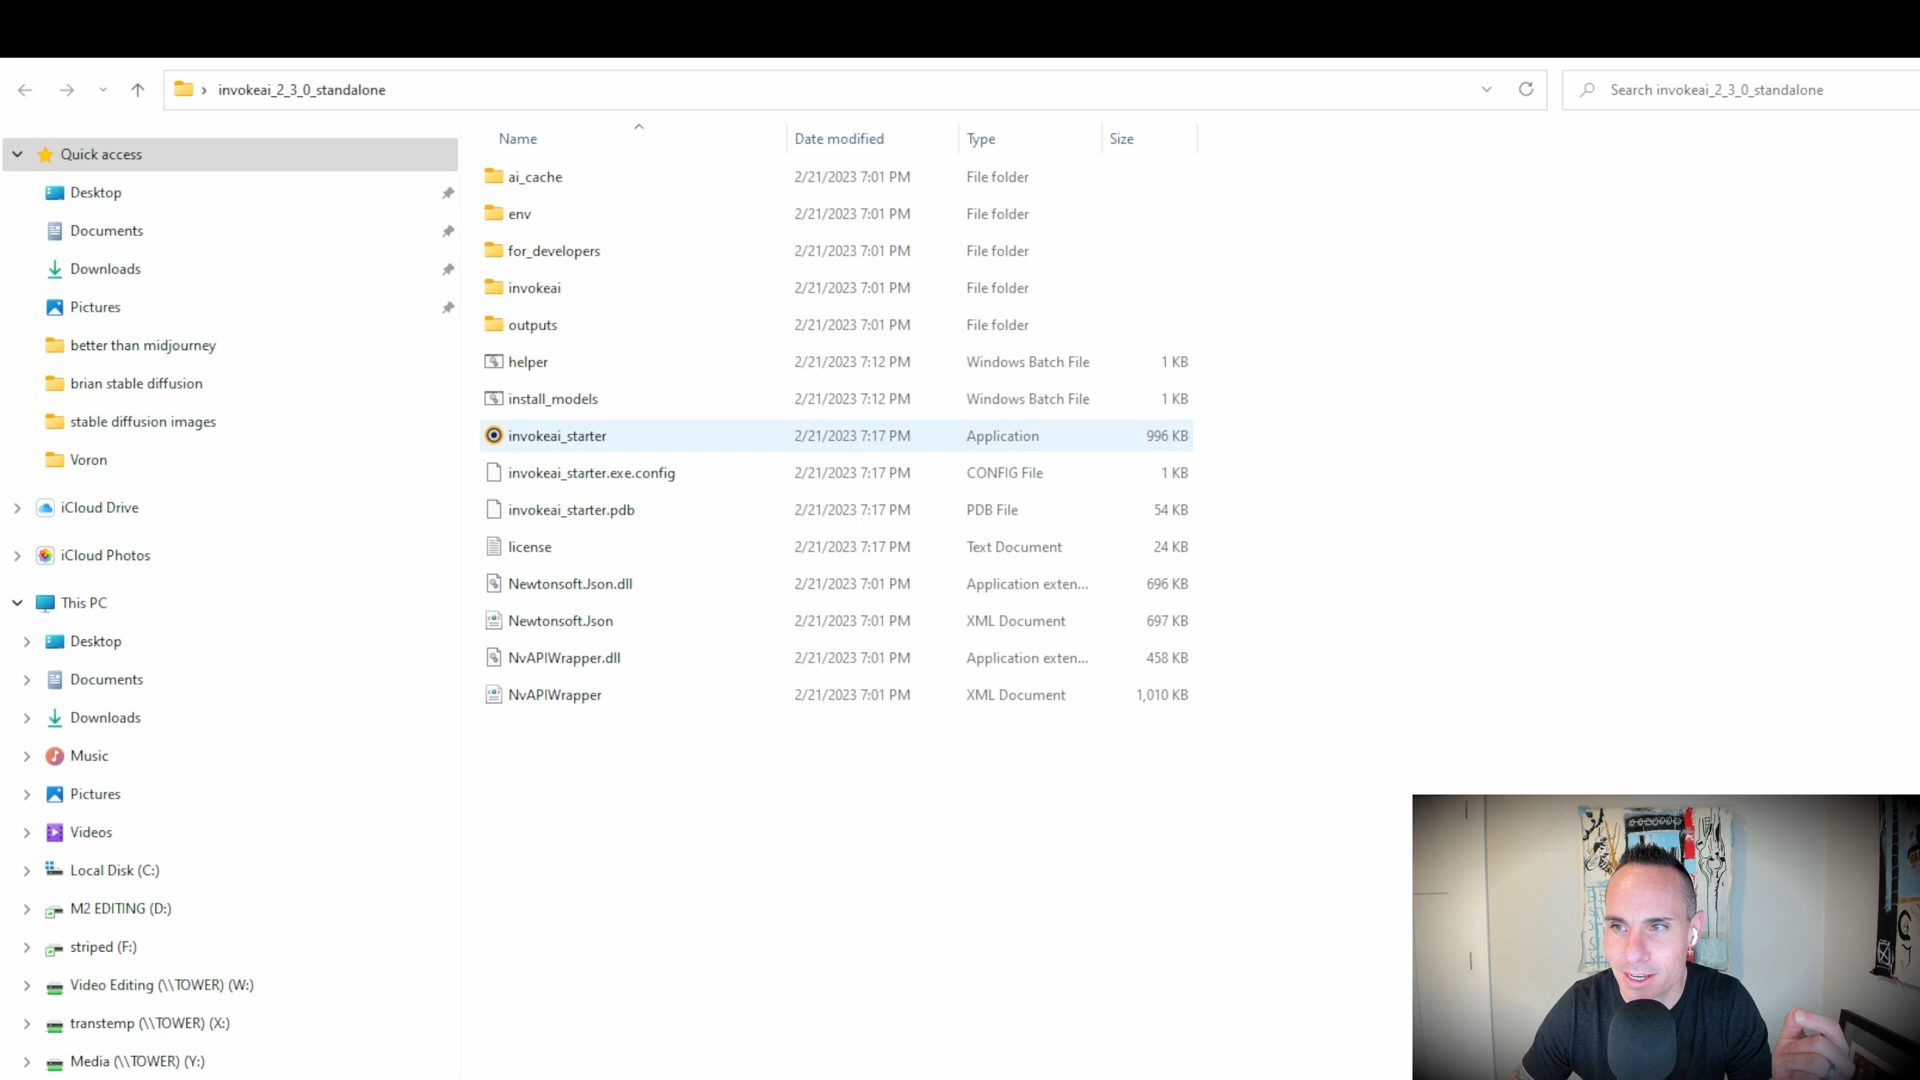 invokeai_2_3_0_standalone
Search invokeai_2_3_0_standalone
Name Date modified Type Size
Quick access
Desktop
Documents
Downloads
Pictures
better than midjourney
brian stable diffusion
stable diffusion images
Voron
iCloud Drive
iCloud Photos
This PC
Desktop
Documents
Downloads
Music
Pictures
Videos
Local Disk (C:)
M2 EDITING (D:)
striped (F:)
Video Editing (\\TOWER) (W:)
transtemp (\\TOWER) (X:)
Media (\\TOWER) (Y:)
ai_cache 2/21/2023 7:01 PM File folder
env 2/21/2023 7:01 PM File folder
for_developers 2/21/2023 7:01 PM File folder
invokeai 2/21/2023 7:01 PM File folder
outputs 2/21/2023 7:01 PM File folder
helper 2/21/2023 7:12 PM Windows Batch File 1 KB
install_models 2/21/2023 7:12 PM Windows Batch File 1 KB
invokeai_starter 2/21/2023 7:17 PM Application 996 KB
invokeai_starter.exe.config 2/21/2023 7:17 PM CONFIG File 1 KB
invokeai_starter.pdb 2/21/2023 7:17 PM PDB File 54 KB
license 2/21/2023 7:17 PM Text Document 24 KB
Newtonsoft.Json.dll 2/21/2023 7:01 PM Application exten... 696 KB
Newtonsoft.Json 2/21/2023 7:01 PM XML Document 697 KB
NvAPIWrapper.dll 2/21/2023 7:01 PM Application exten... 458 KB
NvAPIWrapper 2/21/2023 7:01 PM XML Document 1,010 KB